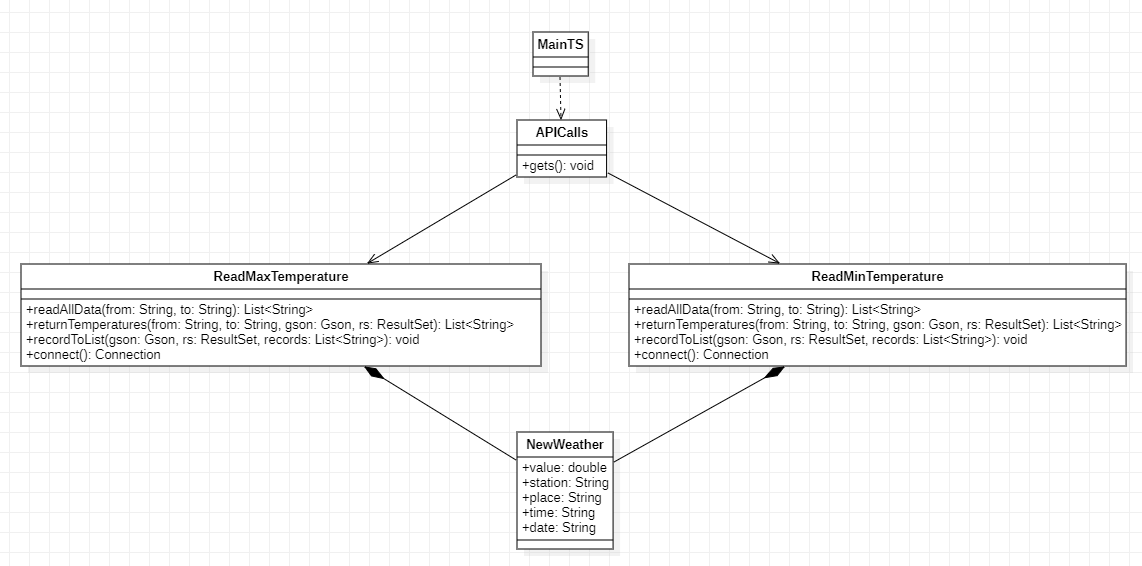 MainTS
APICalls
+gets(): void
ReadMaxTemperature
+readAllData(from: String, to: String): List<String>
+returnTemperatures(from: String, to: String, gson: Gson, rs: ResultSet): List<String>
+recordToList(gson: Gson, rs: ResultSet, records: List<String>): void
+connect(): Connection
ReadMinTemperature
+readAllData(from: String, to: String): List<String>
+returnTemperatures(from: String, to: String, gson: Gson, rs: ResultSet): List<String>
+recordToList(gson: Gson, rs: ResultSet, records: List<String>): void
+connect(): Connection
NewWeather
+value: double
+station: String
+place: String
+time: String
+date: String